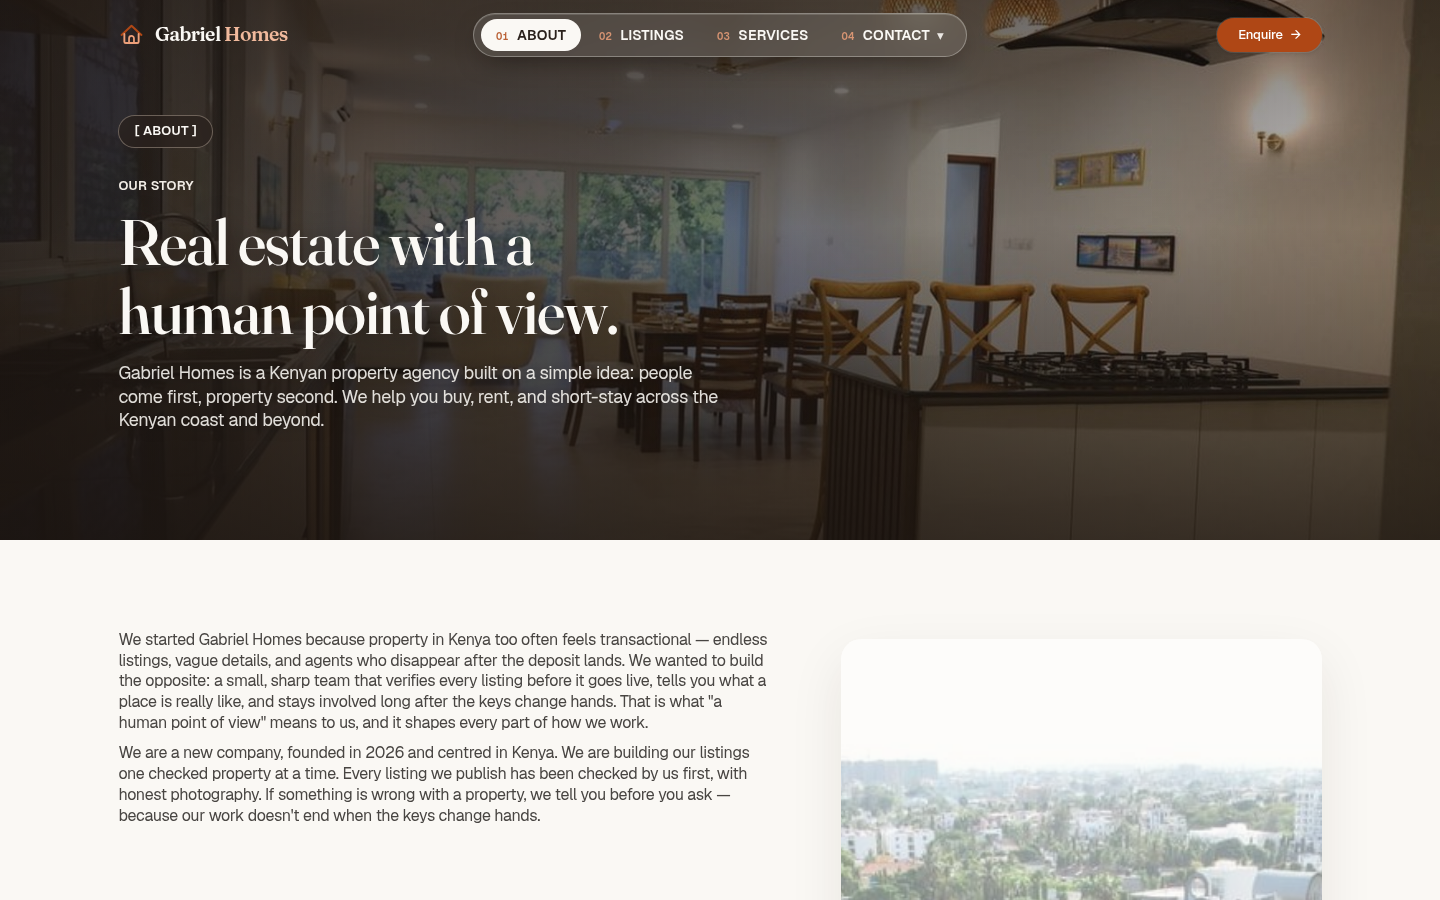 Gabriel Homes
01 ABOUT
02 LISTINGS
03 SERVICES
04 CONTACT ▾
Enquire →
[ ABOUT ]
OUR STORY
Real estate with a
human point of view.
Gabriel Homes is a Kenyan property agency built on a simple idea: people
come first, property second. We help you buy, rent, and short-stay across the
Kenyan coast and beyond.
We started Gabriel Homes because property in Kenya too often feels transactional — endless
listings, vague details, and agents who disappear after the deposit lands. We wanted to build
the opposite: a small, sharp team that verifies every listing before it goes live, tells you what a
place is really like, and stays involved long after the keys change hands. That is what "a
human point of view" means to us, and it shapes every part of how we work.
We are a new company, founded in 2026 and centred in Kenya. We are building our listings
one checked property at a time. Every listing we publish has been checked by us first, with
honest photography. If something is wrong with a property, we tell you before you ask —
because our work doesn't end when the keys change hands.